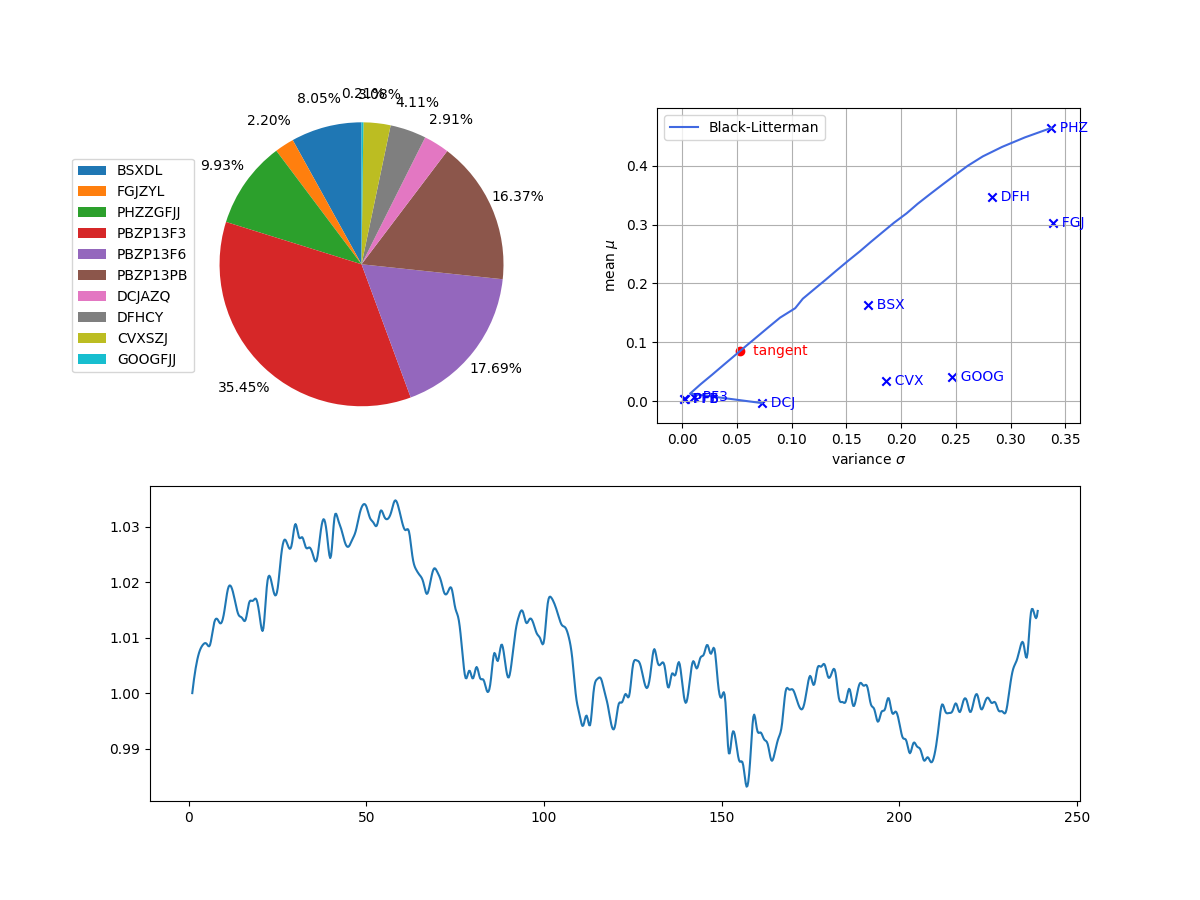 0.21%
3.08%
8.05%
4.11%
2.20%
2.91%
9.93%
16.37%
35.45%
17.69%
BSXDL
FGJZYL
PHZZGFJJ
PBZP13F3
PBZP13F6
PBZP13PB
DCJAZQ
DFHCY
CVXSZJ
GOOGFJJ
Black-Litterman
PHZ
DFH
FGJ
BSX
tangent
CVX
GOOG
DCJ
PF3
mean μ
0.4
0.3
0.2
0.1
0.0
0.00 0.05 0.10 0.15 0.20 0.25 0.30 0.35
variance σ
1.03
1.02
1.01
1.00
0.99
0 50 100 150 200 250